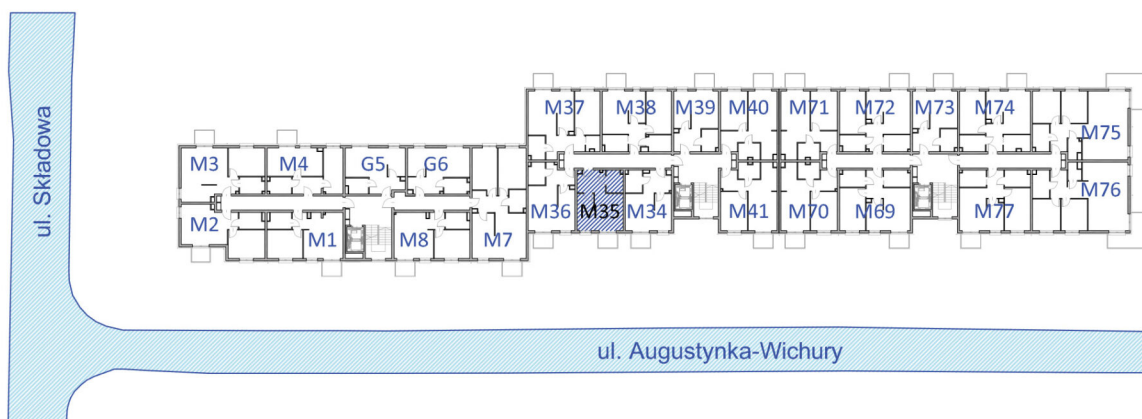 ul. Składowa
M37 M38 M39 M40 M71 M72 M73 M74
M75
M3 M4 G5 G6
M76
M2 M1 M8 M7 M36 M35 M34 M41 M70 M69 M77
ul. Augustynka-Wichury